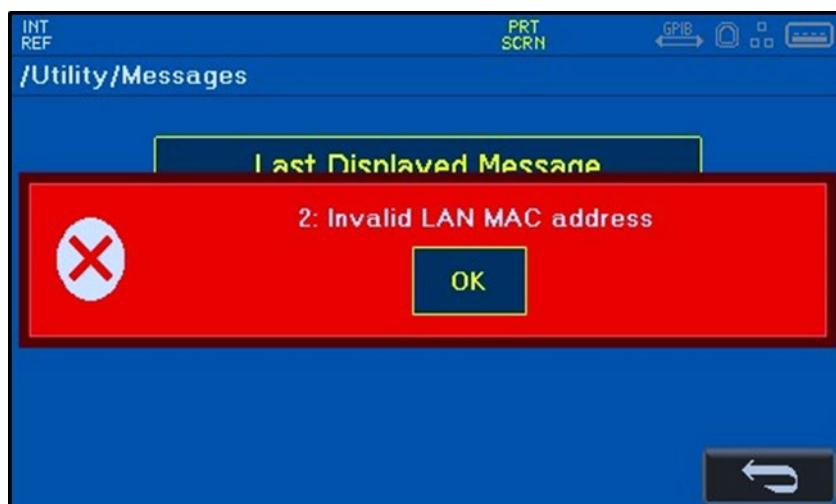 INT
REF
PRT
SCRN
GPIB
/Utility/Messages
Last Displayed Message
2: Invalid LAN MAC address
OK